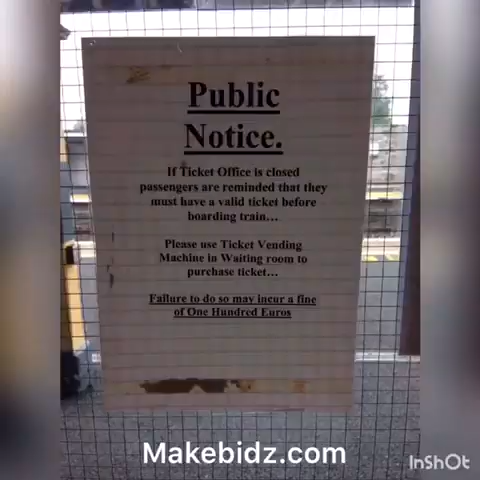 Public
Notice.
If Ticket Office is closed
passengers are reminded that they
must have a valid ticket before
boarding train...
Please use Ticket Vending
Machine in Waiting room to
purchase ticket...
Failure to do so may incur a fine
of One Hundred Euros
Makebidz.com
InShOt